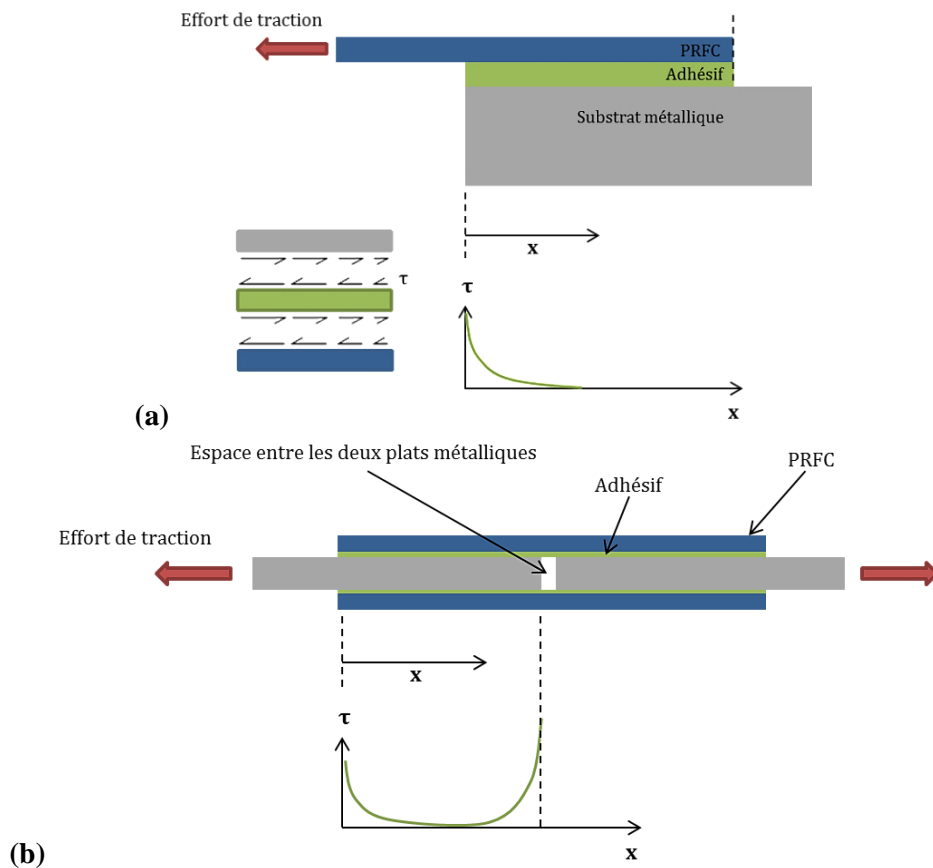 Effort de traction
PRFC
Adhésif
Substrat métallique
x
τ
τ
x
(a)
Espace entre les deux plats métalliques
PRFC
Adhésif
Effort de traction
x
τ
x
(b)